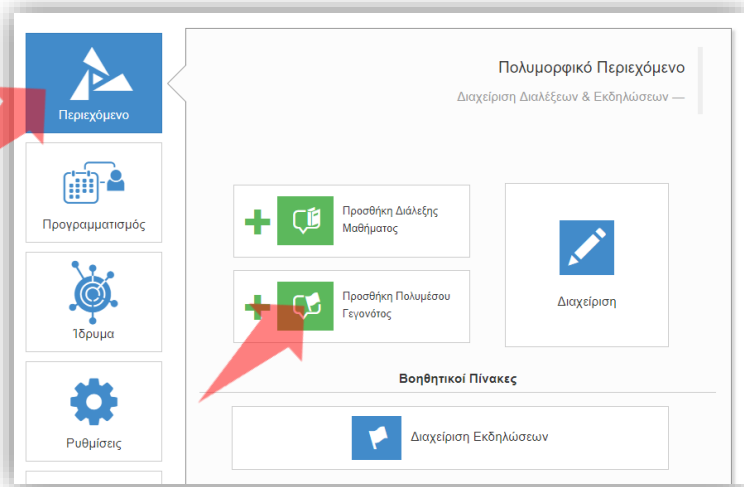 Περιεχόμενο
Προγραμματισμός
Ίδρυμα
Ρυθμίσεις
Πολυμορφικό Περιεχόμενο
Διαχείριση Διαλέξεων & Εκδηλώσεων —
Προσθήκη Διάλεξης
Μαθήματος
Προσθήκη Πολυμέσου
Γεγονότος
Διαχείριση
Βοηθητικοί Πίνακες
Διαχείριση Εκδηλώσεων